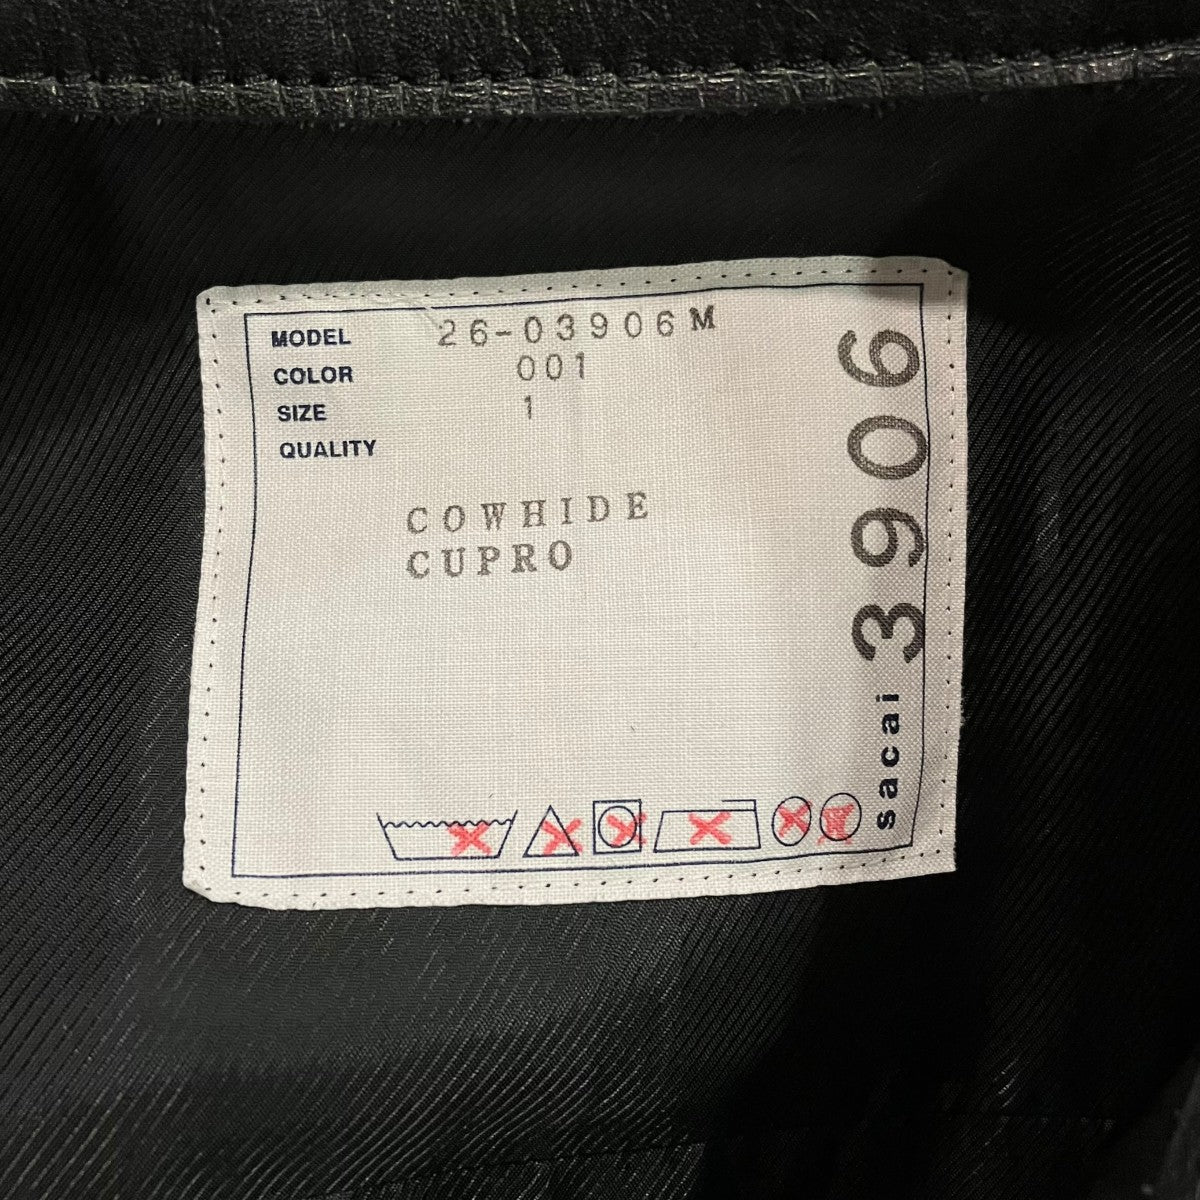 MODEL 26-03906M
COLOR 001
SIZE 1
QUALITY
COWHIDE
CUPRO
sacai 3906